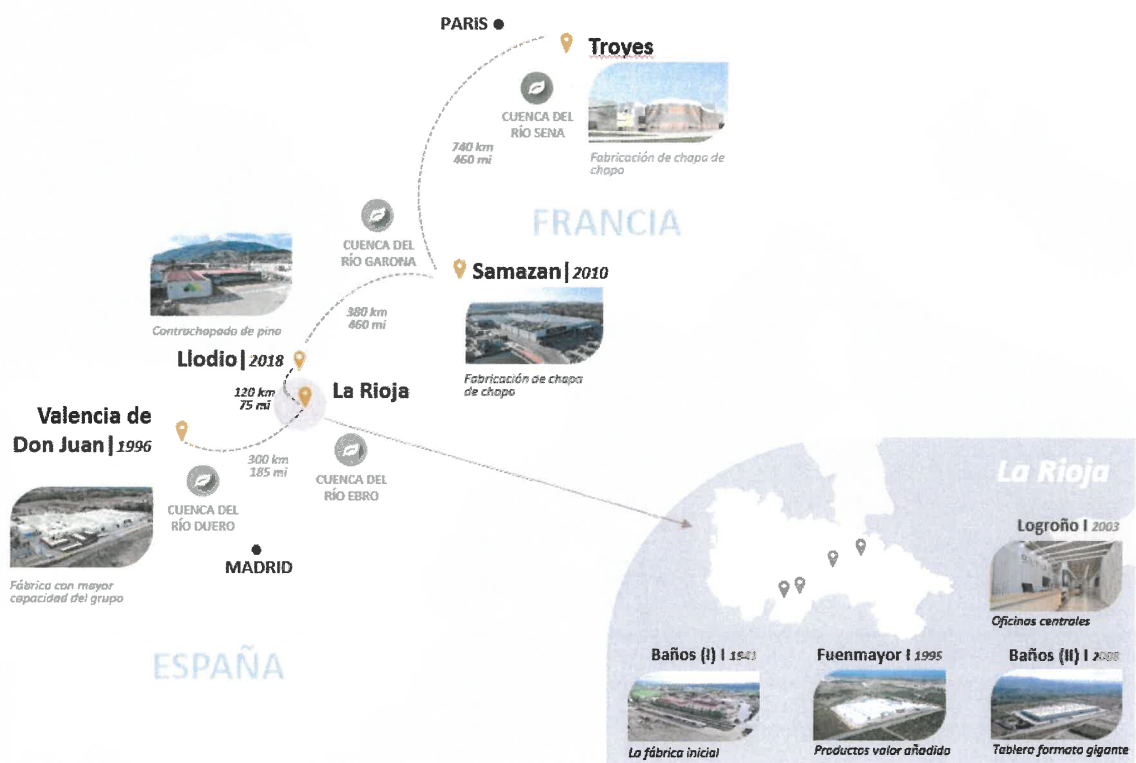 PARIS
Troyes
CUENCA DEL
RÍO SENA
740 km
460 mi
Fabricación de chapa de
chopo
FRANCIA
CUENCA DEL
RÍO GARONA
Samazan | 2010
380 km
460 mi
Contrachapado de pino
Fabricación de chapa
de chopo
Llodio | 2018
120 km
75 mi
La Rioja
Valencia de
Don Juan | 1996
300 km
185 mi
CUENCA DEL
RÍO EBRO
CUENCA DEL
RÍO DUERO
MADRID
Fábrica con mayor
capacidad del grupo
ESPAÑA
La Rioja
Logroño I 2003
Oficinas centrales
Baños (I) I 1941
Fuenmayor I 1995
Baños (II) I
La fábrica inicial
Productos valor añadido
Tablero formato gigante